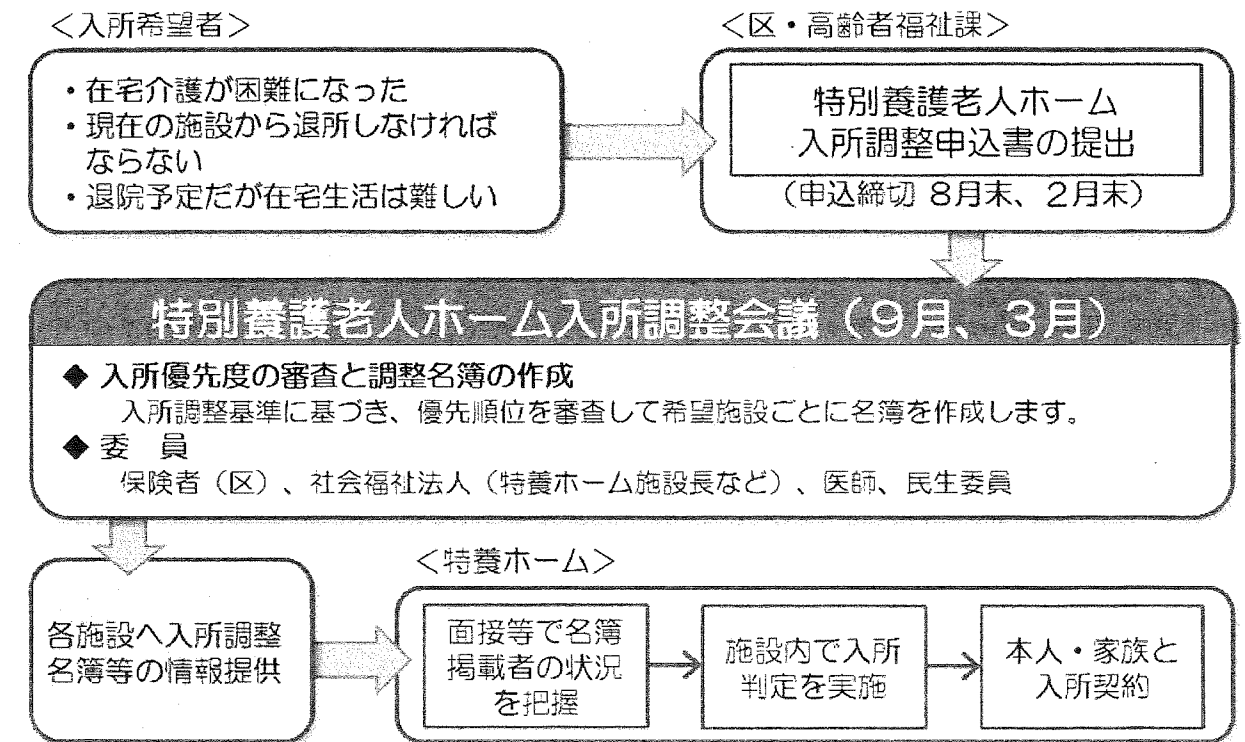 ＜入所希望者＞
・在宅介護が困難になった
・現在の施設から退所しなければ
ならない
・退院予定だが在宅生活は難しい
＜区・高齢者福祉課＞
特別養護老人ホーム
入所調整申込書の提出
（申込締切 8月末、2月末）
特別養護老人ホーム入所調整会議（9月、3月）
◆ 入所優先度の審査と調整名簿の作成
入所調整基準に基づき、優先順位を審査して希望施設ごとに名簿を作成します。
◆ 委　員
保険者（区）、社会福祉法人（特養ホーム施設長など）、医師、民生委員
各施設へ入所調整
名簿等の情報提供
＜特養ホーム＞
面接等で名簿
掲載者の状況
を把握
施設内で入所
判定を実施
本人・家族と
入所契約